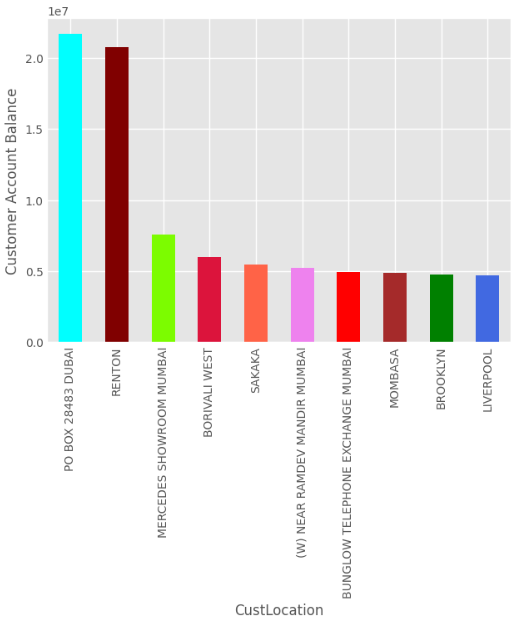 1e7
2.0
1.5
1.0
0.5
0.0
Customer Account Balance
PO BOX 28483 DUBAI
RENTON
MERCEDES SHOWROOM MUMBAI
BORIVALI WEST
SAKAKA
(W) NEAR RAMDEV MANDIR MUMBAI
BUNGLOW TELEPHONE EXCHANGE MUMBAI
MOMBASA
BROOKLYN
LIVERPOOL
CustLocation